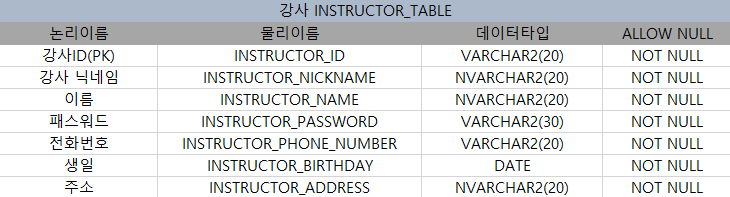 강사 INSTRUCTOR_TABLE
논리이름 물리이름 데이터타입 ALLOW NULL
강사ID(PK) INSTRUCTOR_ID VARCHAR2(20) NOT NULL
강사 닉네임 INSTRUCTOR_NICKNAME NVARCHAR2(20) NOT NULL
이름 INSTRUCTOR_NAME NVARCHAR2(20) NOT NULL
패스워드 INSTRUCTOR_PASSWORD VARCHAR2(30) NOT NULL
전화번호 INSTRUCTOR_PHONE_NUMBER VARCHAR2(20) NOT NULL
생일 INSTRUCTOR_BIRTHDAY DATE NOT NULL
주소 INSTRUCTOR_ADDRESS NVARCHAR2(20) NOT NULL